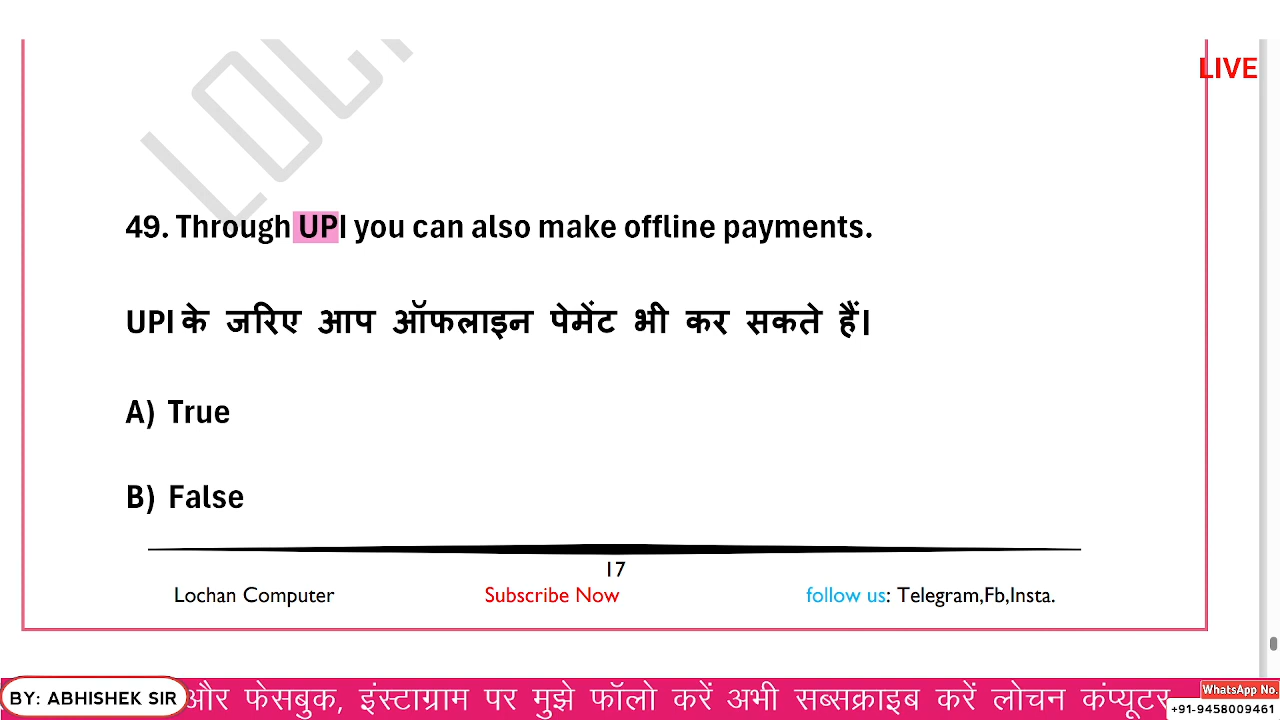 LIVE
49. Through UPI you can also make offline payments.
UPI के जरिए आप ऑफलाइन पेमेंट भी कर सकते हैं।
A) True
B) False
17
Lochan Computer Subscribe Now follow us: Telegram,Fb,Insta.
BY: ABHISHEK SIR और फेसबुक, इंस्टाग्राम पर मुझे फॉलो करें अभी सब्सक्राइब करें लोचन कंप्यूटर
WhatsApp No.
+91-9458009461